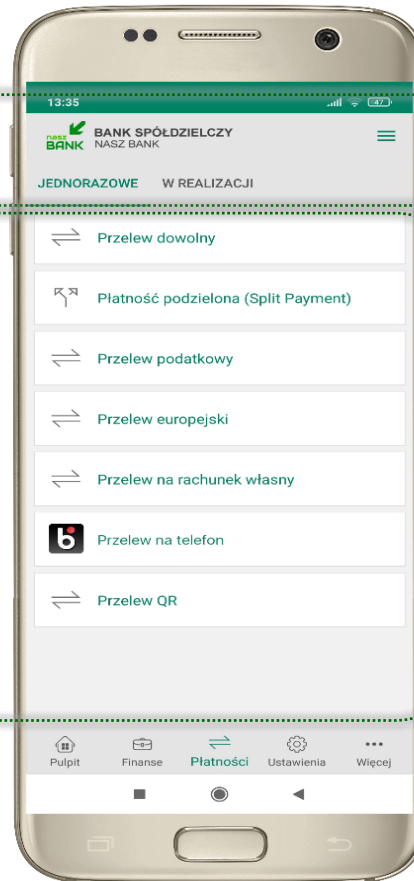 13:35
47
nasz
BANK
BANK SPÓŁDZIELCZY
NASZ BANK
JEDNORAZOWE W REALIZACJI
Przelew dowolny
Płatność podzielona (Split Payment)
Przelew podatkowy
Przelew europejski
Przelew na rachunek własny
Przelew na telefon
Przelew QR
Pulpit Finanse Płatności Ustawienia Więcej